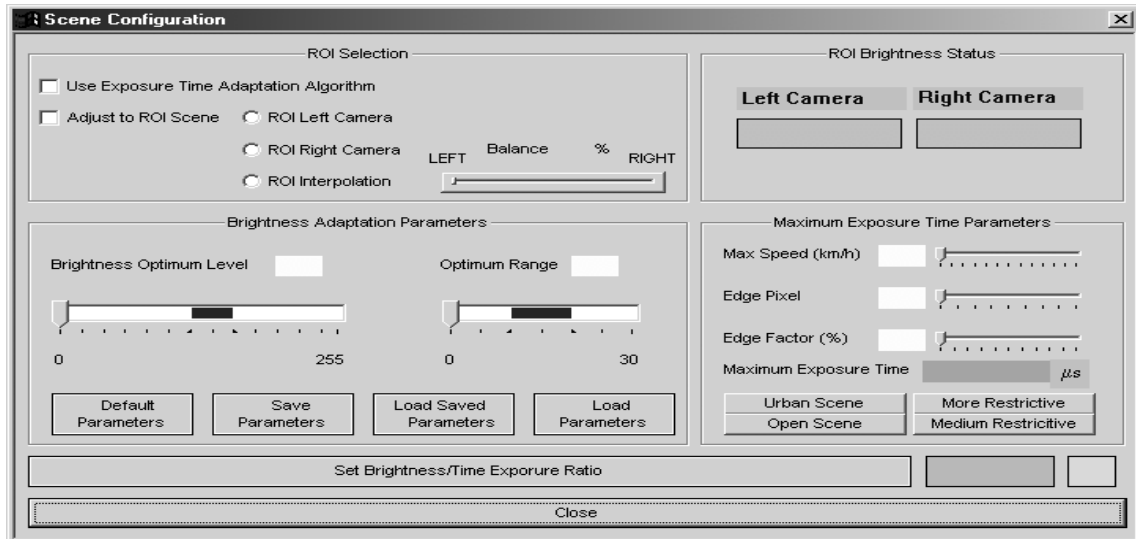 Scene Configuration
ROI Selection
Use Exposure Time Adaptation Algorithm
Adjust to ROI Scene
ROI Left Camera
ROI Right Camera
ROI Interpolation
LEFT Balance % RIGHT
ROI Brightness Status
Left Camera Right Camera
Brightness Adaptation Parameters
Brightness Optimum Level
Optimum Range
0 255
0 30
Default
Parameters
Save
Parameters
Load Saved
Parameters
Load
Parameters
Maximum Exposure Time Parameters
Max Speed (km/h)
Edge Pixel
Edge Factor (%)
Maximum Exposure Time µs
Urban Scene More Restrictive
Open Scene Medium Restricitive
Set Brightness/Time Exporure Ratio
Close